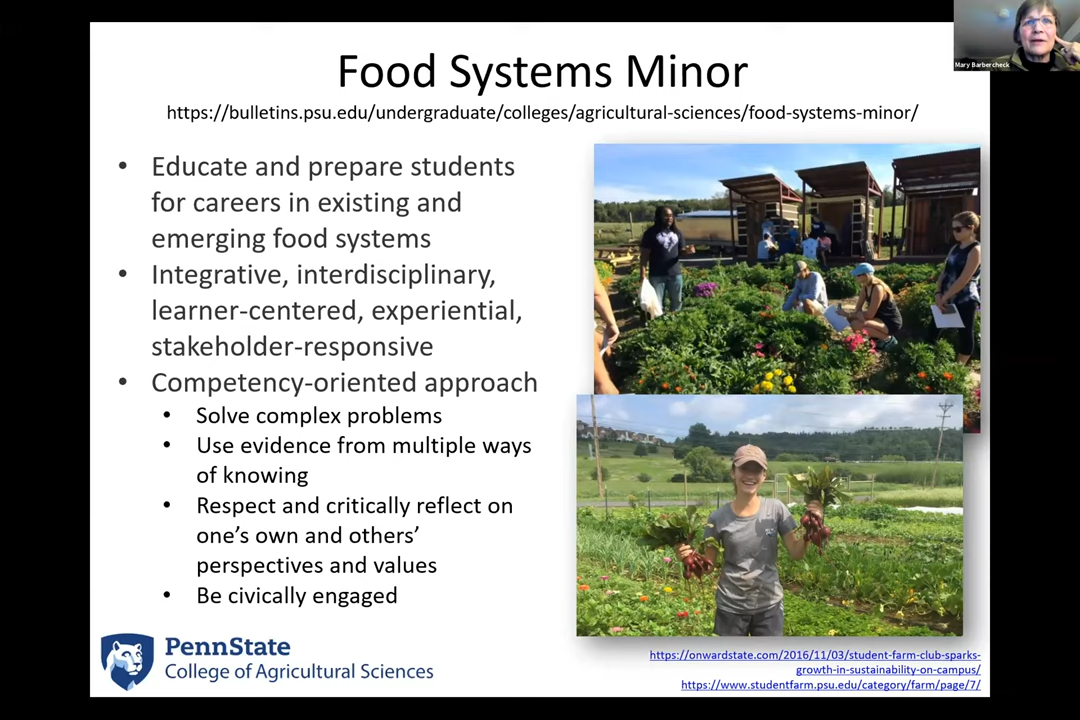 Food Systems Minor
https://bulletins.psu.edu/undergraduate/colleges/agricultural-sciences/food-systems-minor/
• Educate and prepare students
for careers in existing and
emerging food systems
• Integrative, interdisciplinary,
learner-centered, experiential,
stakeholder-responsive
• Competency-oriented approach
• Solve complex problems
• Use evidence from multiple ways
of knowing
• Respect and critically reflect on
one's own and others'
perspectives and values
• Be civically engaged
PennState
College of Agricultural Sciences
https://onwardstate.com/2016/11/03/student-farm-club-sparks-
growth-in-sustainability-on-campus/
https://www.studentfarm.psu.edu/category/farm/page/7/
Mary Barbercheck